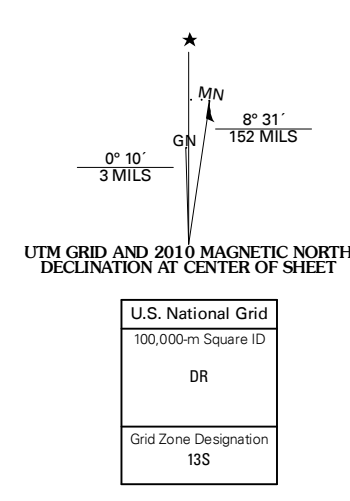 ★
MN
8° 31´
152 MILS
GN
0° 10´
3 MILS
UTM GRID AND 2010 MAGNETIC NORTH
DECLINATION AT CENTER OF SHEET
U.S. National Grid
100,000-m Square ID
DR
Grid Zone Designation
13S